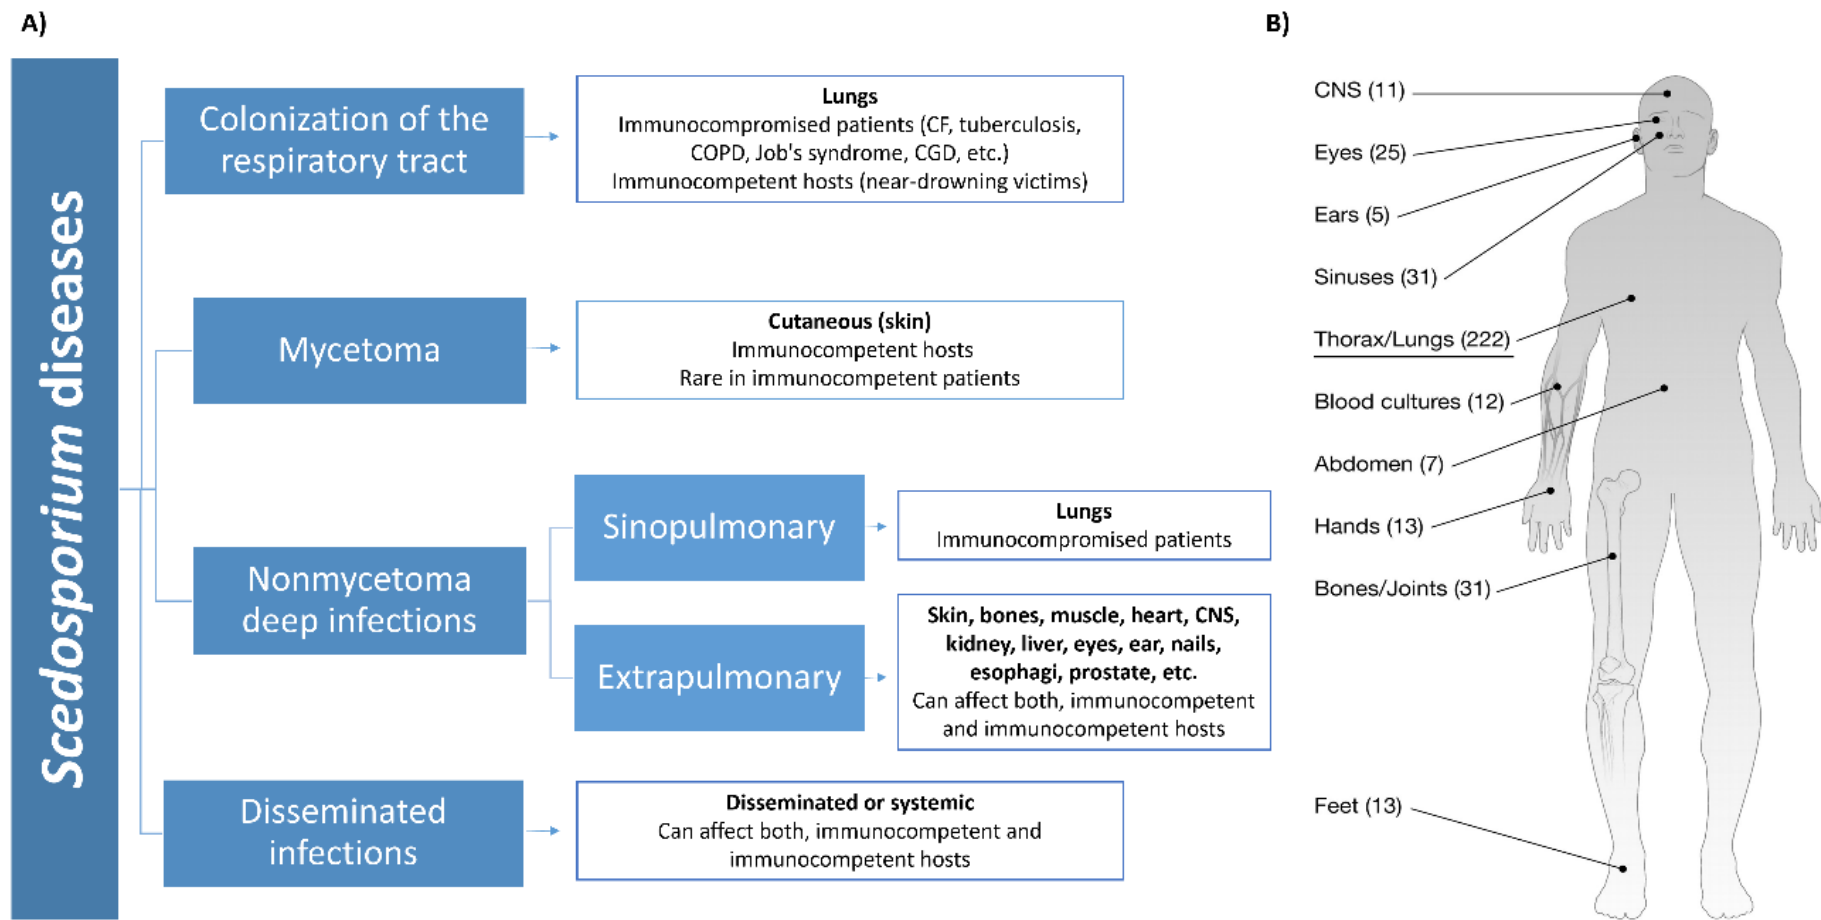 A)
Scedosporium diseases
Colonization of the
respiratory tract
Lungs
Immunocompromised patients (CF, tuberculosis,
COPD, Job's syndrome, CGD, etc.)
Immunocompetent hosts (near-drowning victims)
Mycetoma
Cutaneous (skin)
Immunocompetent hosts
Rare in immunocompetent patients
Nonmycetoma
deep infections
Sinopulmonary
Lungs
Immunocompromised patients
Extrapulmonary
Skin, bones, muscle, heart, CNS,
kidney, liver, eyes, ear, nails,
esophagi, prostate, etc.
Can affect both, immunocompetent
and immunocompetent hosts
Disseminated
infections
Disseminated or systemic
Can affect both, immunocompetent and
immunocompetent hosts
B)
CNS (11)
Eyes (25)
Ears (5)
Sinuses (31)
Thorax/Lungs (222)
Blood cultures (12)
Abdomen (7)
Hands (13)
Bones/Joints (31)
Feet (13)